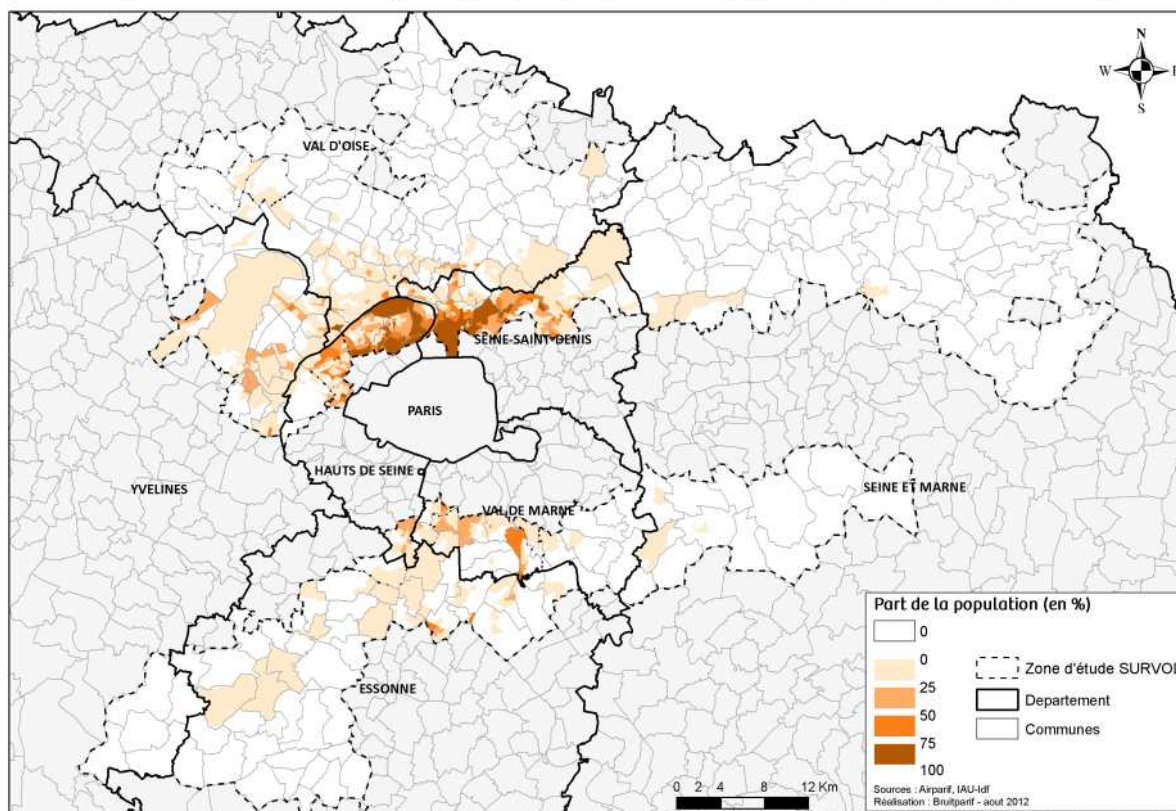 N
W E
S
VAL D'OISE
SEINE-SAINT-DENIS
PARIS
HAUTS DE SEINE
YVELINES
VAL DE MARNE
SEINE ET MARNE
ESSONNE
Part de la population (en %)
0
0
25
50
75
100
Zone d'étude SURVOL
Departement
Communes
0 2 4 8 12 Km
Sources : Airparif, IAU-Idf
Réalisation : Bruitparif - aout 2012